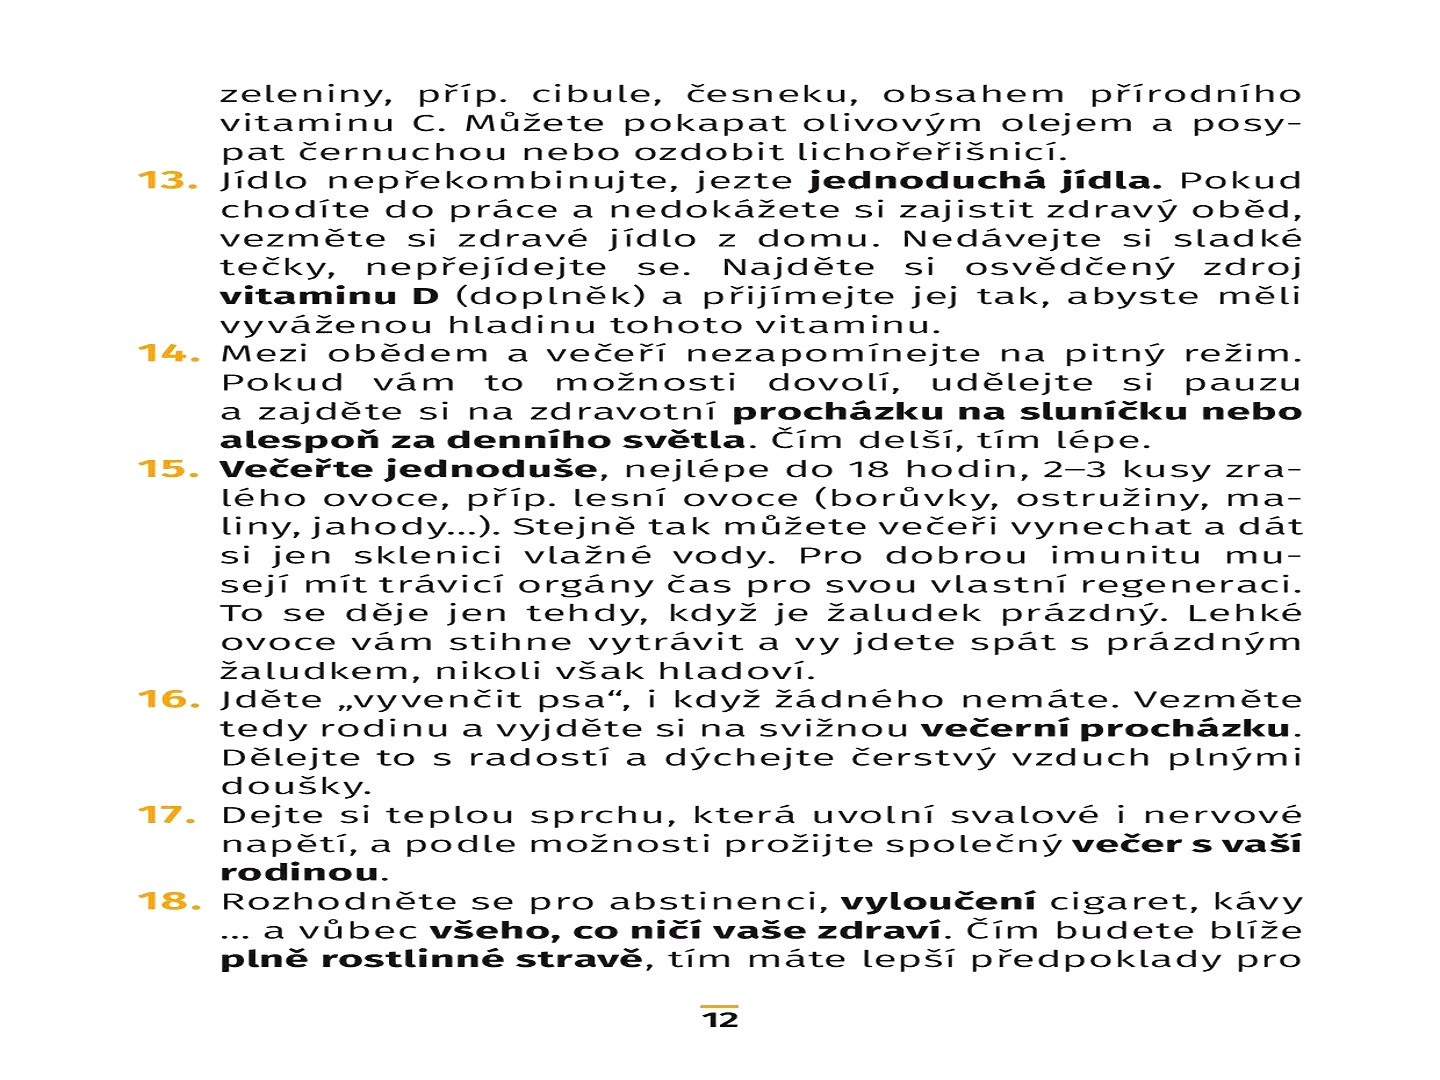 zeleniny, příp. cibule, česneku, obsahem přírodního
vitaminu C. Můžete pokapat olivovým olejem a posy-
pat černuchou nebo ozdobit lichořeřišnicí.
13. Jídlo nepřekombinujte, jezte jednoduchá jídla. Pokud
chodíte do práce a nedokážete si zajistit zdravý oběd,
vezměte si zdravé jídlo z domu. Nedávejte si sladké
tečky, nepřejídejte se. Najděte si osvědčený zdroj
vitaminu D (doplněk) a přijímejte jej tak, abyste měli
vyváženou hladinu tohoto vitaminu.
14. Mezi obědem a večeří nezapomínejte na pitný režim.
Pokud vám to možnosti dovolí, udělejte si pauzu
a zajděte si na zdravotní procházku na sluníčku nebo
alespoň za denního světla. Čím delší, tím lépe.
15. Večeřte jednoduše, nejlépe do 18 hodin, 2–3 kusy zra-
lého ovoce, příp. lesní ovoce (borůvky, ostružiny, ma-
liny, jahody...). Stejně tak můžete večeři vynechat a dát
si jen sklenici vlažné vody. Pro dobrou imunitu mu-
sejí mít trávicí orgány čas pro svou vlastní regeneraci.
To se děje jen tehdy, když je žaludek prázdný. Lehké
ovoce vám stihne vytrávit a vy jdete spát s prázdným
žaludkem, nikoli však hladoví.
16. Jděte „vyvenčit psa“, i když žádného nemáte. Vezměte
tedy rodinu a vyjděte si na svižnou večerní procházku.
Dělejte to s radostí a dýchejte čerstvý vzduch plnými
doušky.
17. Dejte si teplou sprchu, která uvolní svalové i nervové
napětí, a podle možnosti prožijte společný večer s vaší
rodinou.
18. Rozhodněte se pro abstinenci, vyloučení cigaret, kávy
... a vůbec všeho, co ničí vaše zdraví. Čím budete blíže
plně rostlinné stravě, tím máte lepší předpoklady pro
12